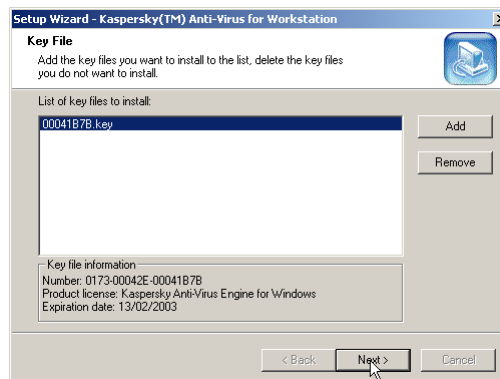 Setup Wizard - Kaspersky(TM) Anti-Virus for Workstation
Key File
Add the key files you want to install to the list, delete the key files
you do not want to install.
List of key files to install:
00041B7B.key
Add
Remove
Key file information
Number: 0173-00042E-00041B7B
Product license: Kaspersky Anti-Virus Engine for Windows
Expiration date: 13/02/2003
< Back Next > Cancel